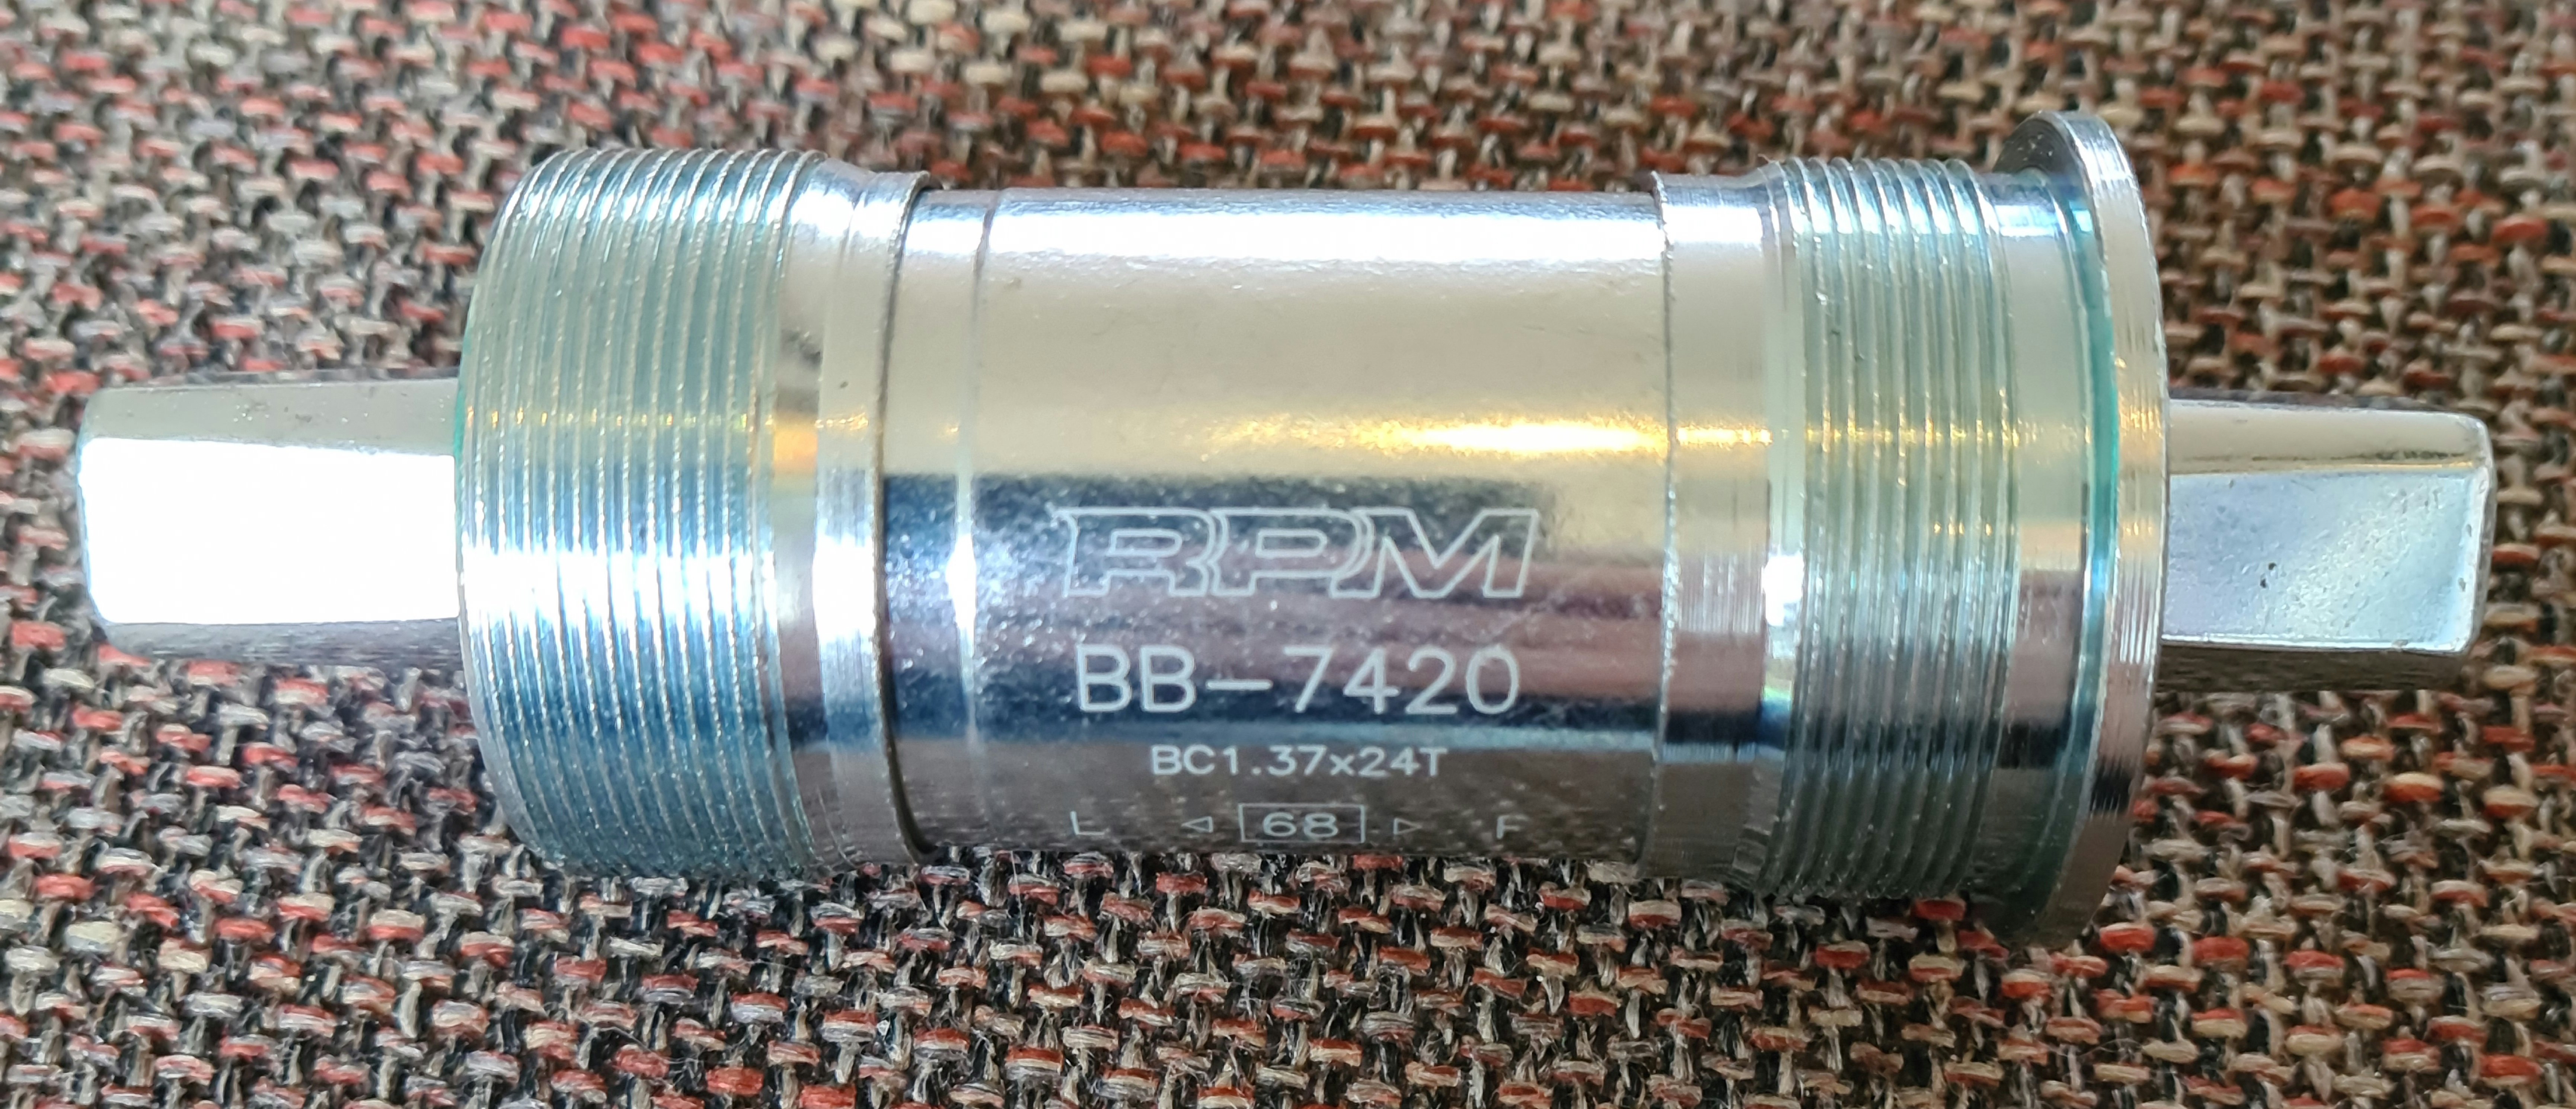 RPM
BB-7420
BC1.37x24T
L ◁ 68 ▷ F